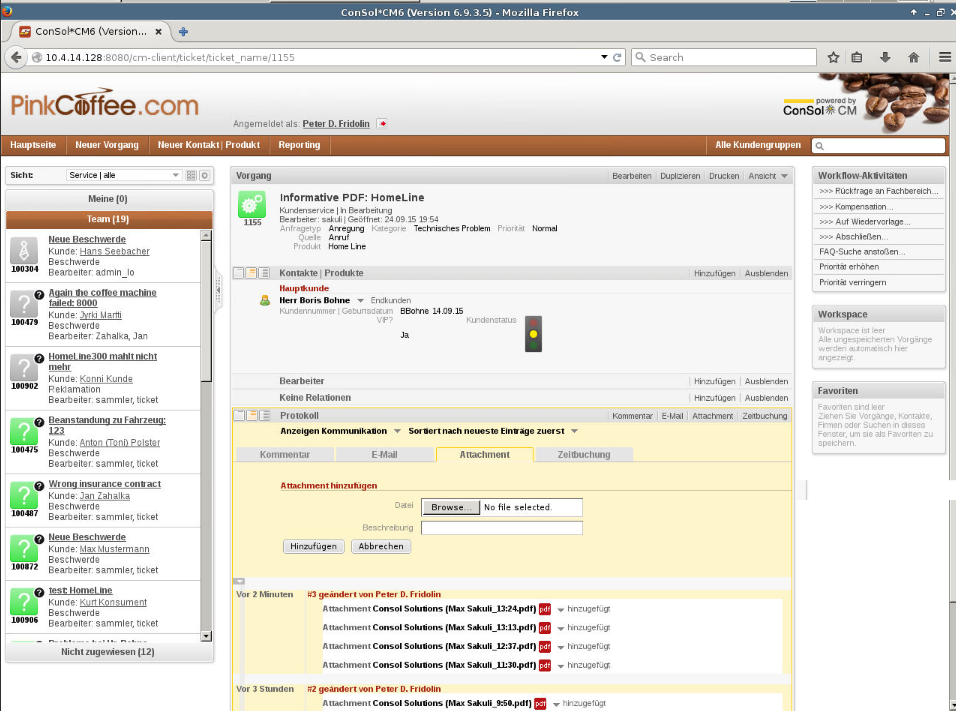 ConSol*CM6 (Version 6.9.3.5) - Mozilla Firefox
ConSol*CM6 (Version...
10.4.14.128:8080/cm-client/ticket/ticket_name/1155
Search
PinkCoffee.com
Angemeldet als: Peter D. Fridolin
powered by
ConSol CM
Hauptseite Neuer Vorgang Neuer Kontakt | Produkt Reporting Alle Kundengruppen
Sicht: Service | alle
Meine (0)
Team (19)
Neue Beschwerde
Kunde: Hans Seebacher
Beschwerde
100304 Bearbeiter: admin_lo
Again the coffee machine
failed: 8000
Kunde: Jyrki Martti
100479 Beschwerde
Bearbeiter: Zahalka, Jan
HomeLine300 mahlt nicht
mehr
Kunde: Konni Kunde
100902 Reklamation
Bearbeiter: sammler, ticket
Beanstandung zu Fahrzeug:
123
Kunde: Anton (Toni) Polster
100475 Beschwerde
Bearbeiter: sammler, ticket
Wrong insurance contract
Kunde: Jan Zahalka
Beschwerde
100487 Bearbeiter: sammler, ticket
Neue Beschwerde
Kunde: Max Mustermann
Beschwerde
100872 Bearbeiter: sammler, ticket
test: HomeLine
Kunde: Kurt Konsument
Beschwerde
100906 Bearbeiter: sammler, ticket
Nicht zugewiesen (12)
Vorgang Bearbeiten Duplizieren Drucken Ansicht
Informative PDF: HomeLine
Kundenservice | In Bearbeitung
1155 Bearbeiter: sakuli | Geöffnet: 24.09.15 19:54
Anfragetyp Anregung Kategorie Technisches Problem Priorität Normal
Quelle Anruf
Produkt Home Line
Kontakte | Produkte Hinzufügen Ausblenden
Hauptkunde
Herr Boris Bohne Endkunden
Kundennummer | Geburtsdatum BBohne 14.09.15
VIP? Kundenstatus
Ja
Bearbeiter Hinzufügen Ausblenden
Keine Relationen Hinzufügen Ausblenden
Protokoll Kommentar E-Mail Attachment Zeitbuchung
Anzeigen Kommunikation Sortiert nach neueste Einträge zuerst
Kommentar E-Mail Attachment Zeitbuchung
Attachment hinzufügen
Datei Browse... No file selected.
Beschreibung
Hinzufügen Abbrechen
Vor 2 Minuten #3 geändert von Peter D. Fridolin
Attachment Consol Solutions (Max Sakuli_13:24.pdf) pdf hinzugefügt
Attachment Consol Solutions (Max Sakuli_13:13.pdf) pdf hinzugefügt
Attachment Consol Solutions (Max Sakuli_12:37.pdf) pdf hinzugefügt
Attachment Consol Solutions (Max Sakuli_11:30.pdf) pdf hinzugefügt
Vor 3 Stunden #2 geändert von Peter D. Fridolin
Attachment Consol Solutions (Max Sakuli_9:50.pdf) pdf hinzugefügt
Workflow-Aktivitäten
>>> Rückfrage an Fachbereich...
>>> Kompensation...
>>> Auf Wiedervorlage...
>>> Abschließen...
FAQ-Suche anstoßen...
Priorität erhöhen
Priorität verringern
Workspace
Workspace ist leer
Alle ungespeicherten Vorgänge
werden automatisch hier
angezeigt.
Favoriten
Favoriten sind leer
Ziehen Sie Vorgänge, Kontakte,
Firmen oder Suchen in dieses
Fenster, um sie als Favoriten zu
speichern.